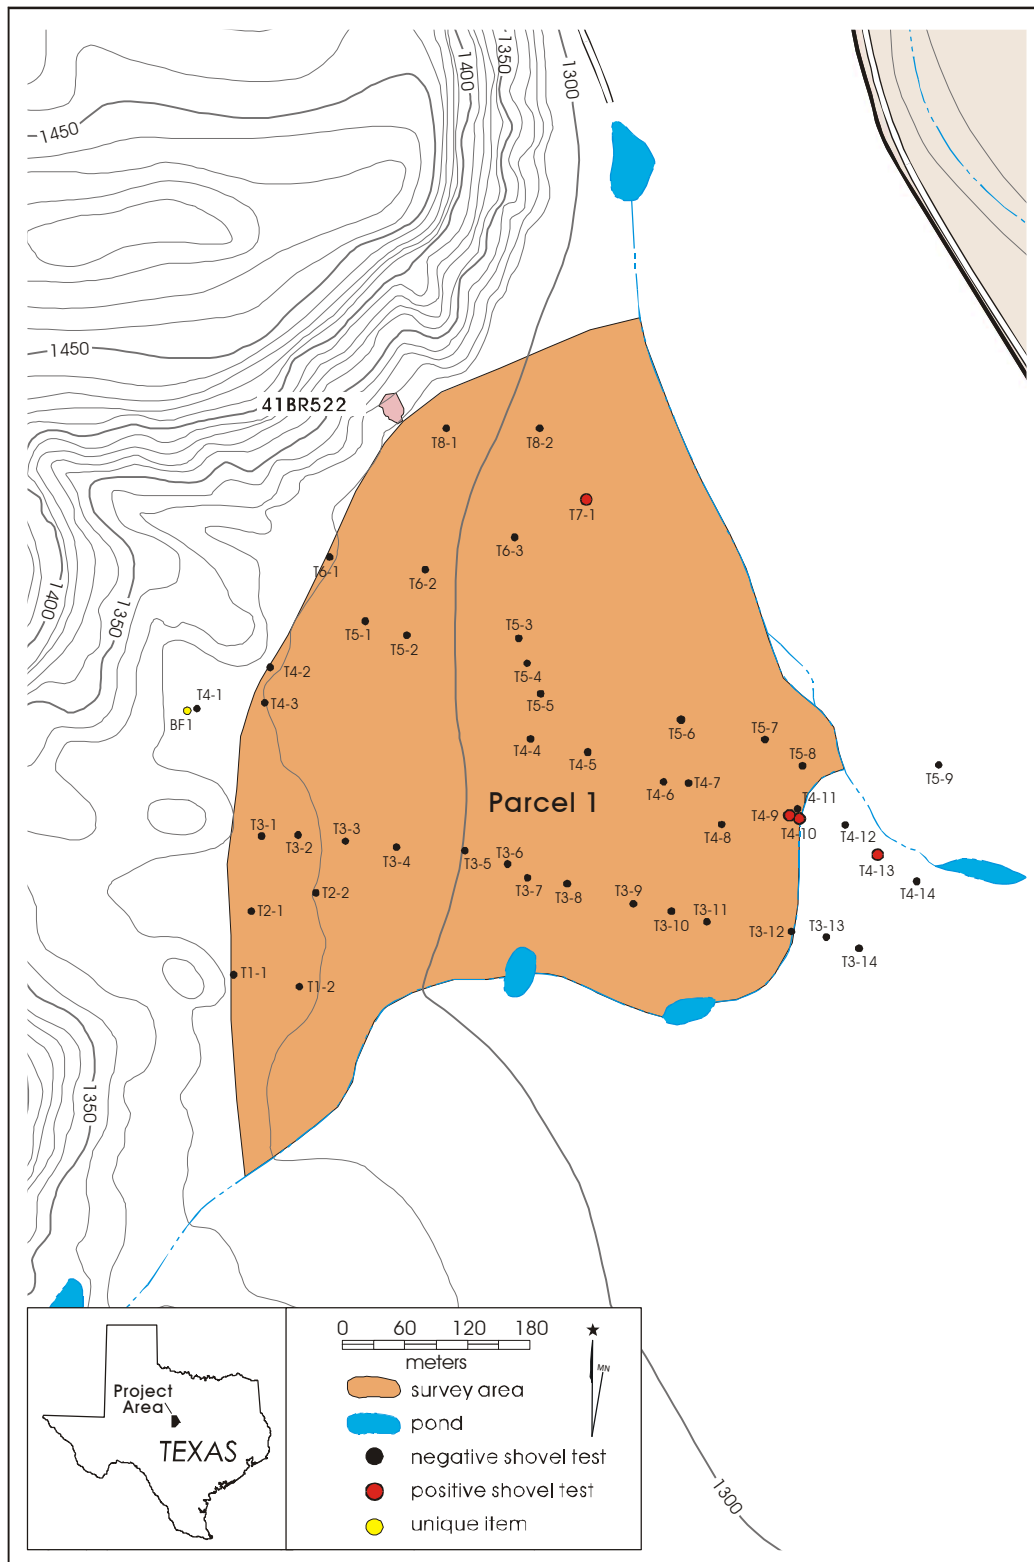 1350
1400
1300
1450
1450
41BR522
T8-1
T8-2
T7-1
T6-3
T6-1
T6-2
1350
1400
T5-1
T5-2
T5-3
T5-4
T4-2
T5-5
T4-1
T4-3
BF1
T5-6
T5-7
T4-4
T4-5
T5-8
T5-9
T4-6
T4-7
Parcel 1
T4-11
T4-9
T4-10
T4-8
T4-12
T3-1
T3-2
T3-3
T3-4
T3-5
T3-6
T4-13
T3-7
T3-8
T4-14
T2-2
T2-1
T3-9
T3-10
T3-11
T3-12
T3-13
T3-14
T1-1
T1-2
1350
1300
Project
Area
TEXAS
0 60 120 180
meters
MN
survey area
pond
negative shovel test
positive shovel test
unique item